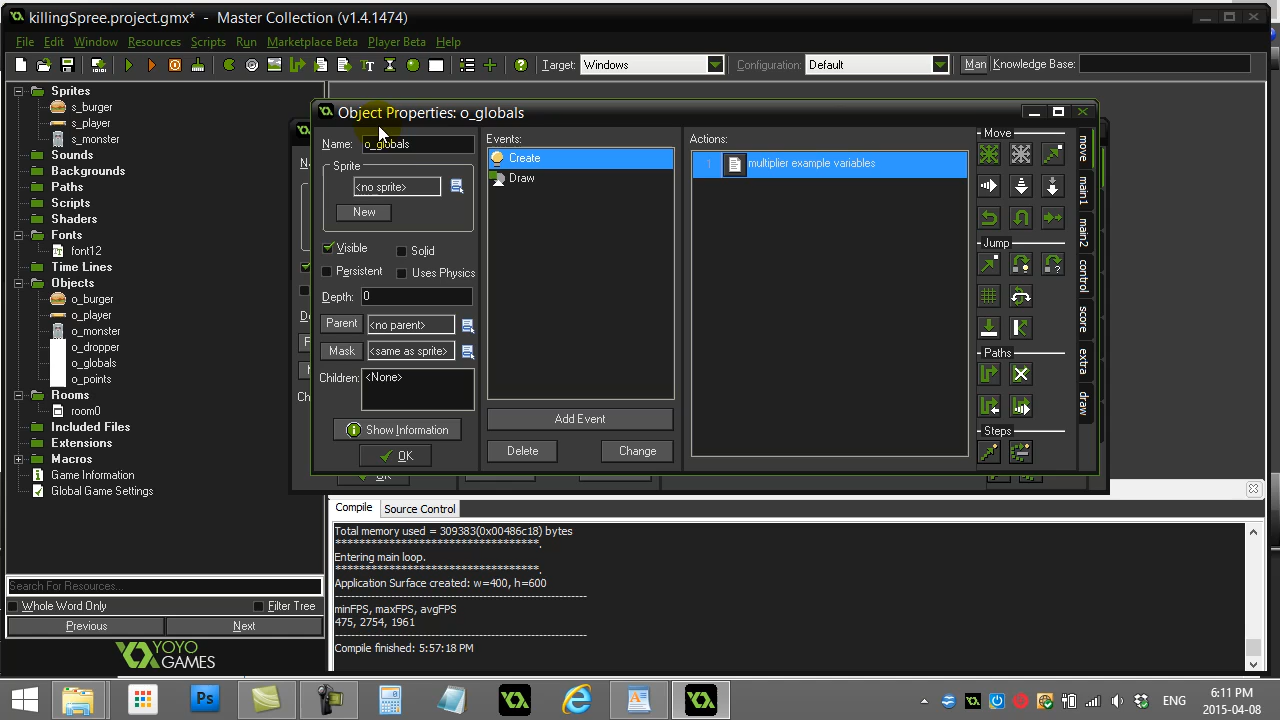 killingSpree.project.gmx* - Master Collection (v1.4.1474)
File Edit Window Resources Scripts Run Marketplace Beta Player Beta Help
Target: Windows Configuration: Default Man Knowledge Base:
Sprites
s_burger
s_player
s_monster
Sounds
Backgrounds
Paths
Scripts
Shaders
Fonts
font12
Time Lines
Objects
o_burger
o_player
o_monster
o_dropper
o_globals
o_points
Rooms
room0
Included Files
Extensions
Macros
Game Information
Global Game Settings
Search For Resources...
Whole Word Only Filter Tree
Previous Next
YOYO
GAMES
Object Properties: o_globals
Name: o_globals
Sprite
<no sprite>
New
Visible Solid
Persistent Uses Physics
Depth: 0
Parent <no parent>
Mask <same as sprite>
Children: <None>
Show Information
OK
Events:
Create
Draw
Add Event
Delete Change
Actions:
1 multiplier example variables
Move
Jump
Paths
Steps
move
main1
main2
control
score
extra
draw
Compile Source Control
Total memory used = 309383(0x00486c18) bytes
**********************************.
Entering main loop.
**********************************.
Application Surface created: w=400, h=600
---------------------------------------------------------------
minFPS, maxFPS, avgFPS
475, 2754, 1961
---------------------------------------------------------------
Compile finished: 5:57:18 PM
Ps
ENG
6:11 PM
2015-04-08